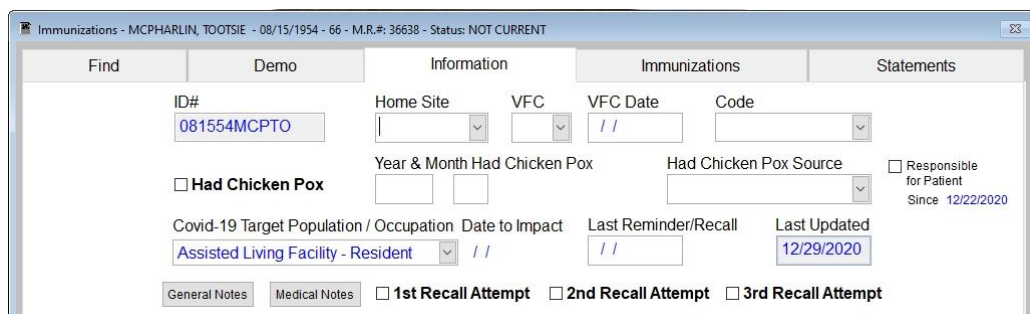 Immunizations - MCPHARLIN, TOOTSIE - 08/15/1954 - 66 - M.R.#: 36638 - Status: NOT CURRENT
Find Demo Information Immunizations Statements
ID# Home Site VFC VFC Date Code
081554MCPTO / /
Year & Month Had Chicken Pox Had Chicken Pox Source
Had Chicken Pox
Responsible
for Patient
Since 12/22/2020
Covid-19 Target Population / Occupation Date to Impact Last Reminder/Recall Last Updated
Assisted Living Facility - Resident / / / / 12/29/2020
General Notes Medical Notes 1st Recall Attempt 2nd Recall Attempt 3rd Recall Attempt